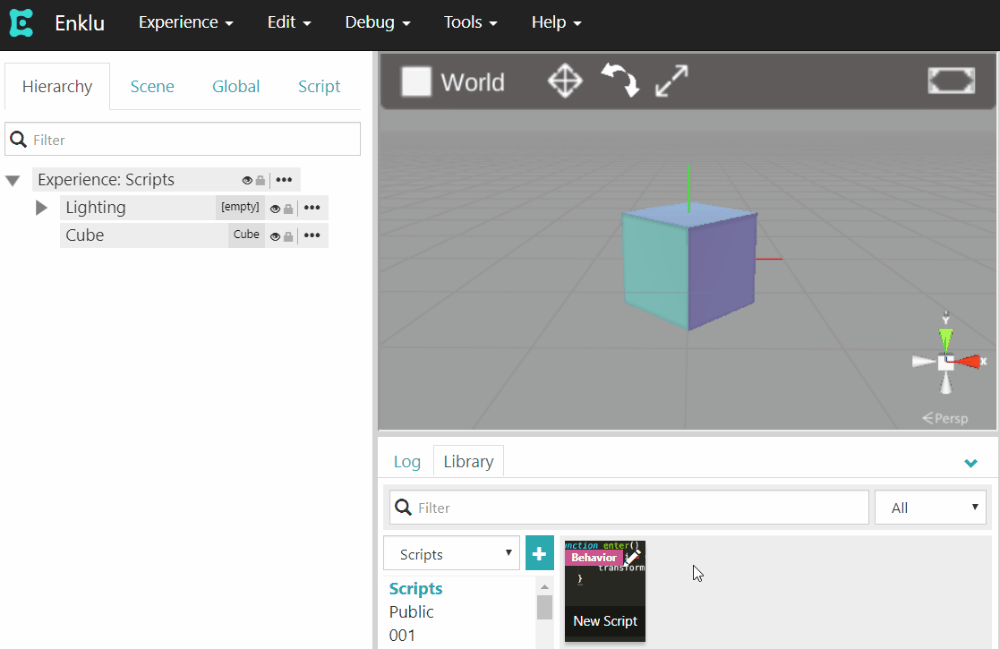 Enklu Experience Edit Debug Tools Help
Hierarchy Scene Global Script
World
Filter
Experience: Scripts
Lighting [empty]
Cube Cube
Y
X
Persp
Log Library
Filter All
Scripts
Scripts
Public
001
function enter()
Behavior
transform
}
New Script